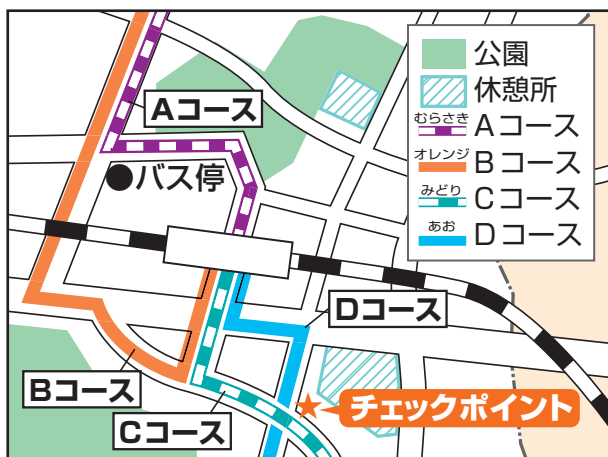 公園
休憩所
むらさき
Aコース
オレンジ
Bコース
みどり
Cコース
あお
Dコース
Aコース
バス停
Dコース
Bコース
Cコース
チェックポイント